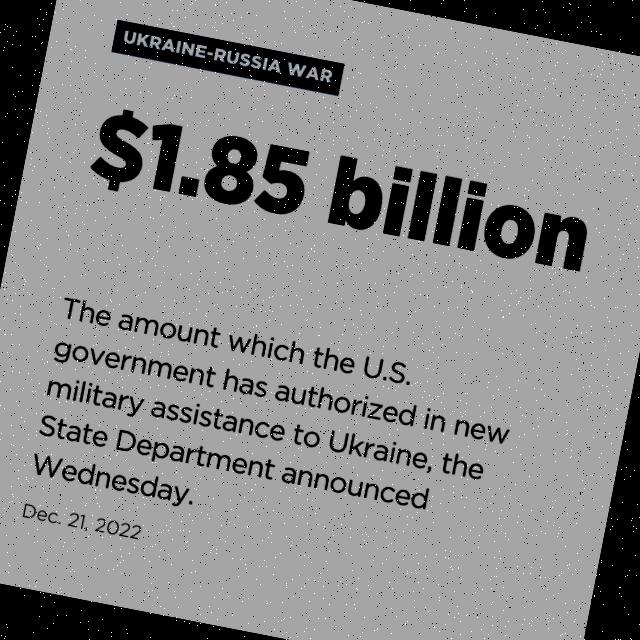 UKRAINE-RUSSIA WAR
$1.85 billion
The amount which the U.S.
government has authorized in new
military assistance to Ukraine, the
State Department announced
Wednesday.
Dec. 21, 2022